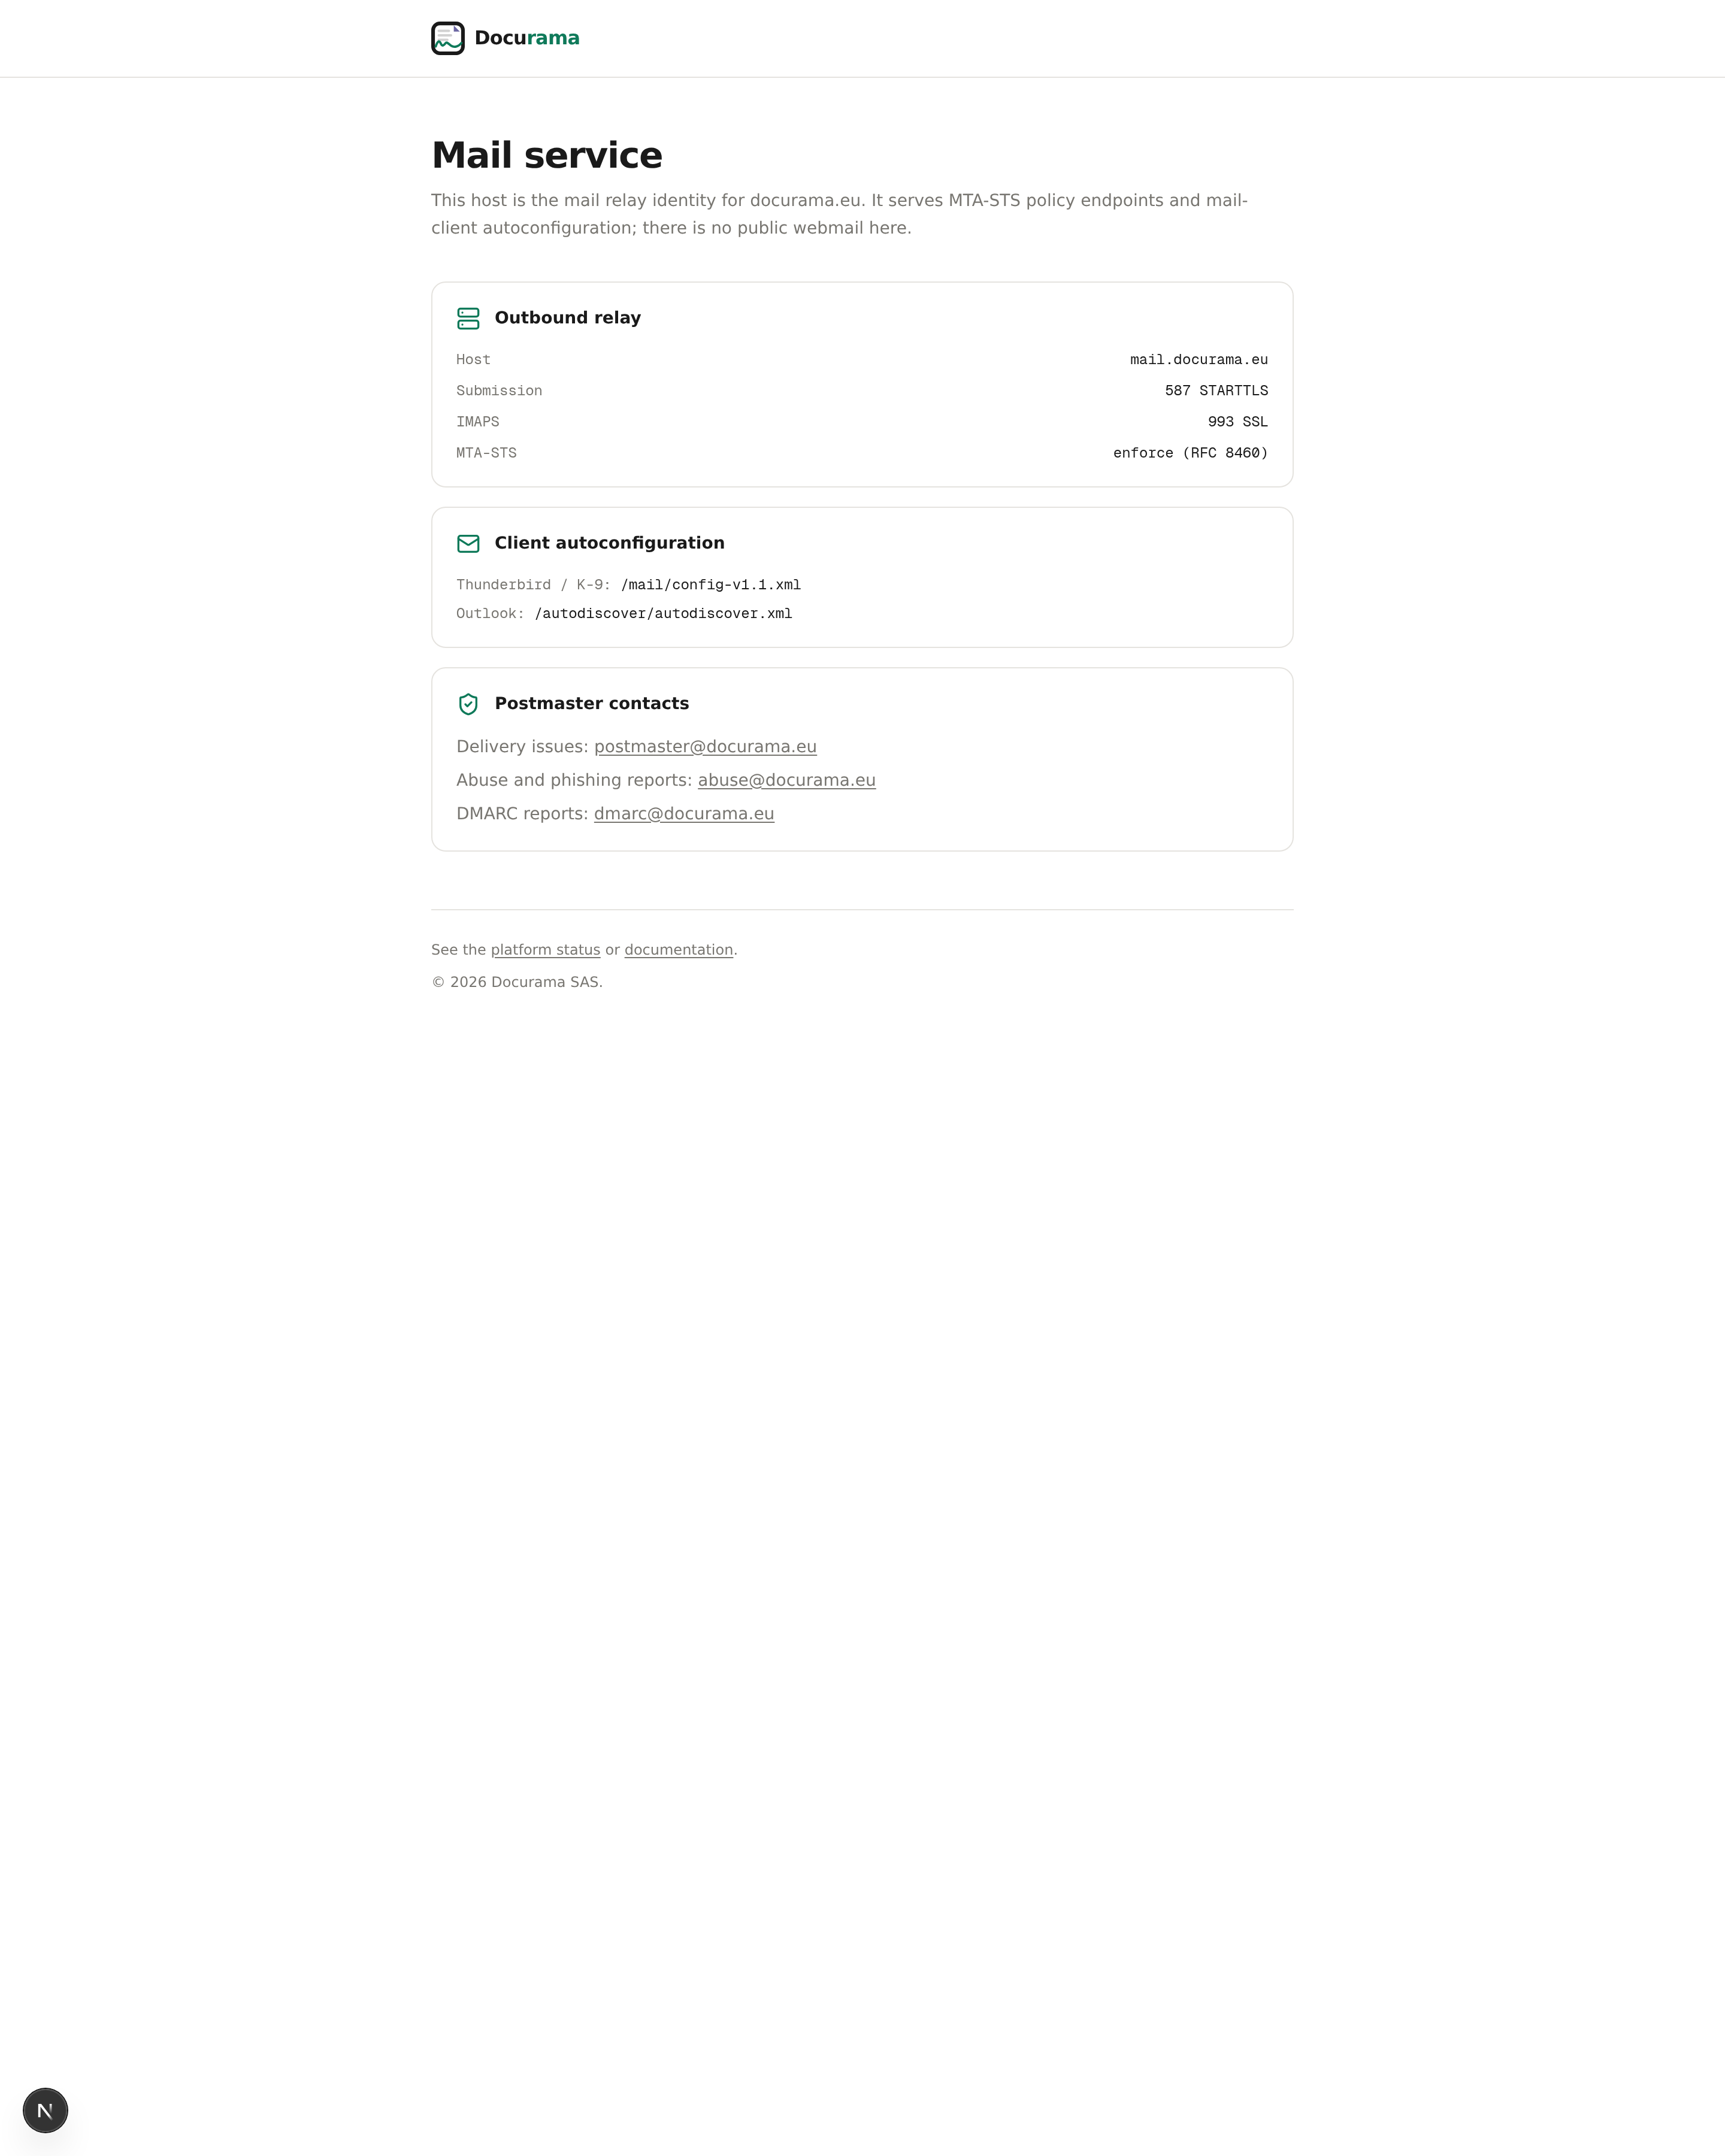 Docurama
Mail service
This host is the mail relay identity for docurama.eu. It serves MTA-STS policy endpoints and mail-
client autoconfiguration; there is no public webmail here.
Outbound relay
Host mail.docurama.eu
Submission 587 STARTTLS
IMAPS 993 SSL
MTA-STS enforce (RFC 8460)
Client autoconfiguration
Thunderbird / K-9: /mail/config-v1.1.xml
Outlook: /autodiscover/autodiscover.xml
Postmaster contacts
Delivery issues: postmaster@docurama.eu
Abuse and phishing reports: abuse@docurama.eu
DMARC reports: dmarc@docurama.eu
See the platform status or documentation.
© 2026 Docurama SAS.
N